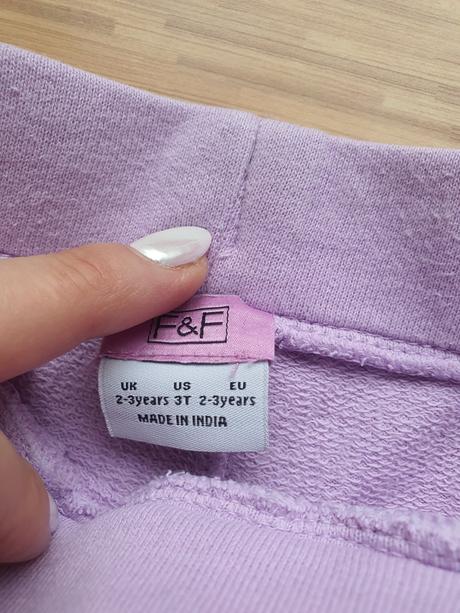 F&F
UK US EU
2-3years 3T 2-3years
MADE IN INDIA